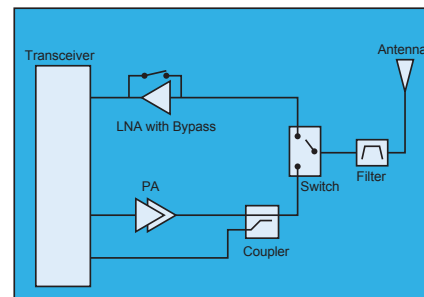 Transceiver
Antenna
LNA with Bypass
PA
Switch
Filter
Coupler